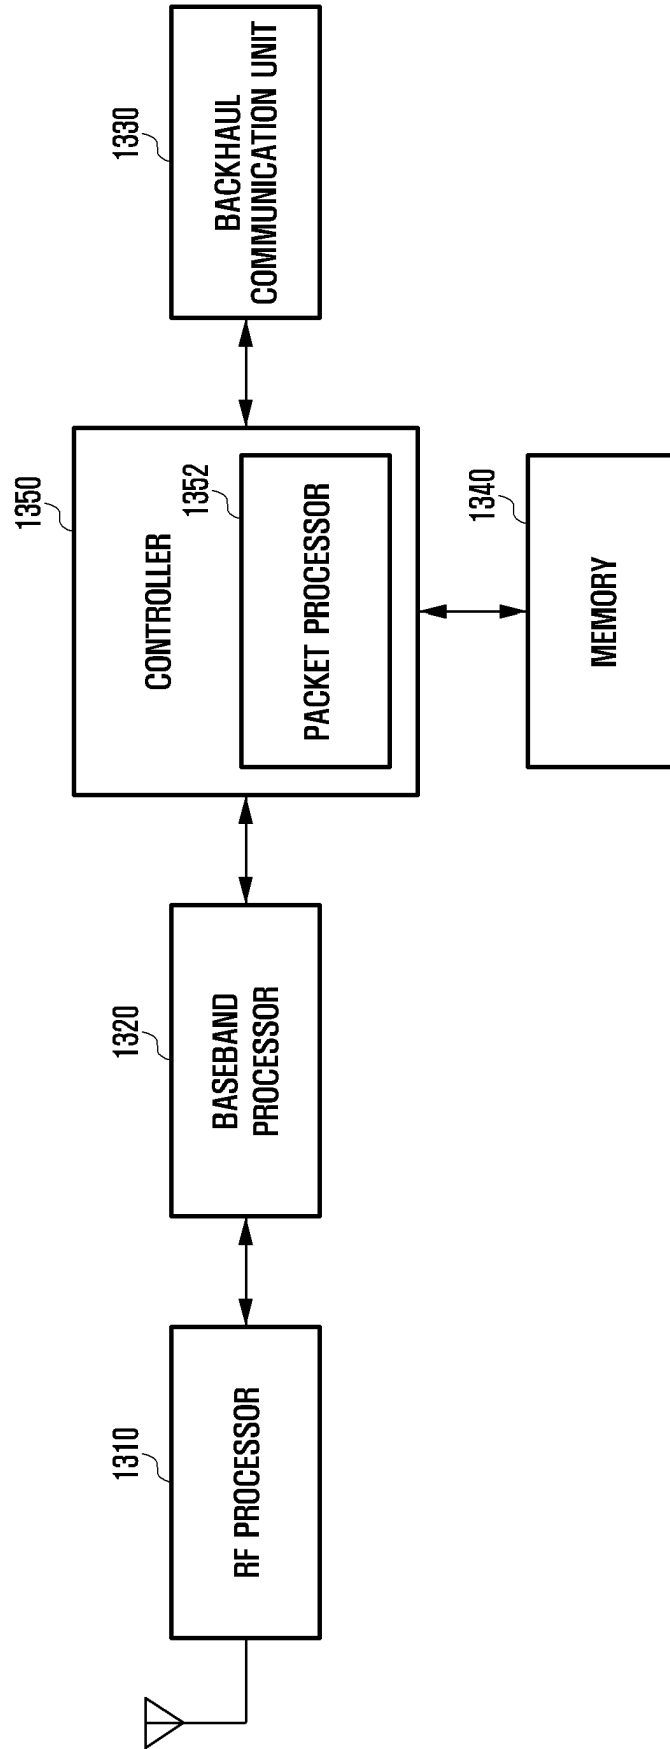 1310
RF PROCESSOR
1320
BASEBAND
PROCESSOR
1350
CONTROLLER
1352
PACKET PROCESSOR
1330
BACKHAUL
COMMUNICATION UNIT
1340
MEMORY